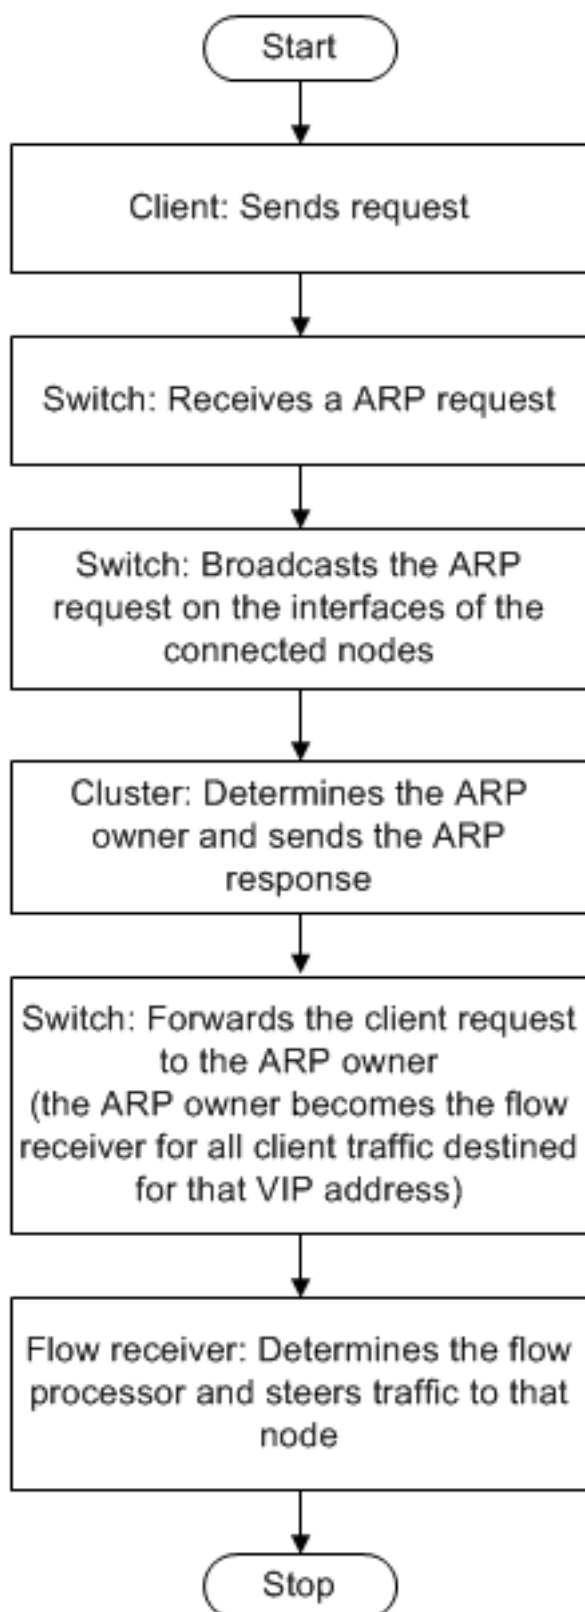 Start
Client: Sends request
Switch: Receives a ARP request
Switch: Broadcasts the ARP
request on the interfaces of the
connected nodes
Cluster: Determines the ARP
owner and sends the ARP
response
Switch: Forwards the client request
to the ARP owner
(the ARP owner becomes the flow
receiver for all client traffic destined
for that VIP address)
Flow receiver: Determines the flow
processor and steers traffic to that
node
Stop